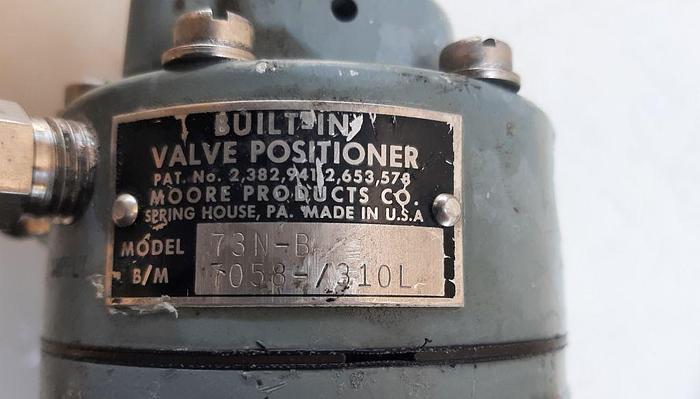 BUILT-IN
VALVE POSITIONER
PAT. No. 2,382,941 2,653,578
MOORE PRODUCTS CO.
SPRING HOUSE, PA. MADE IN U.S.A
MODEL 73N-B
B/M 7058-/310L